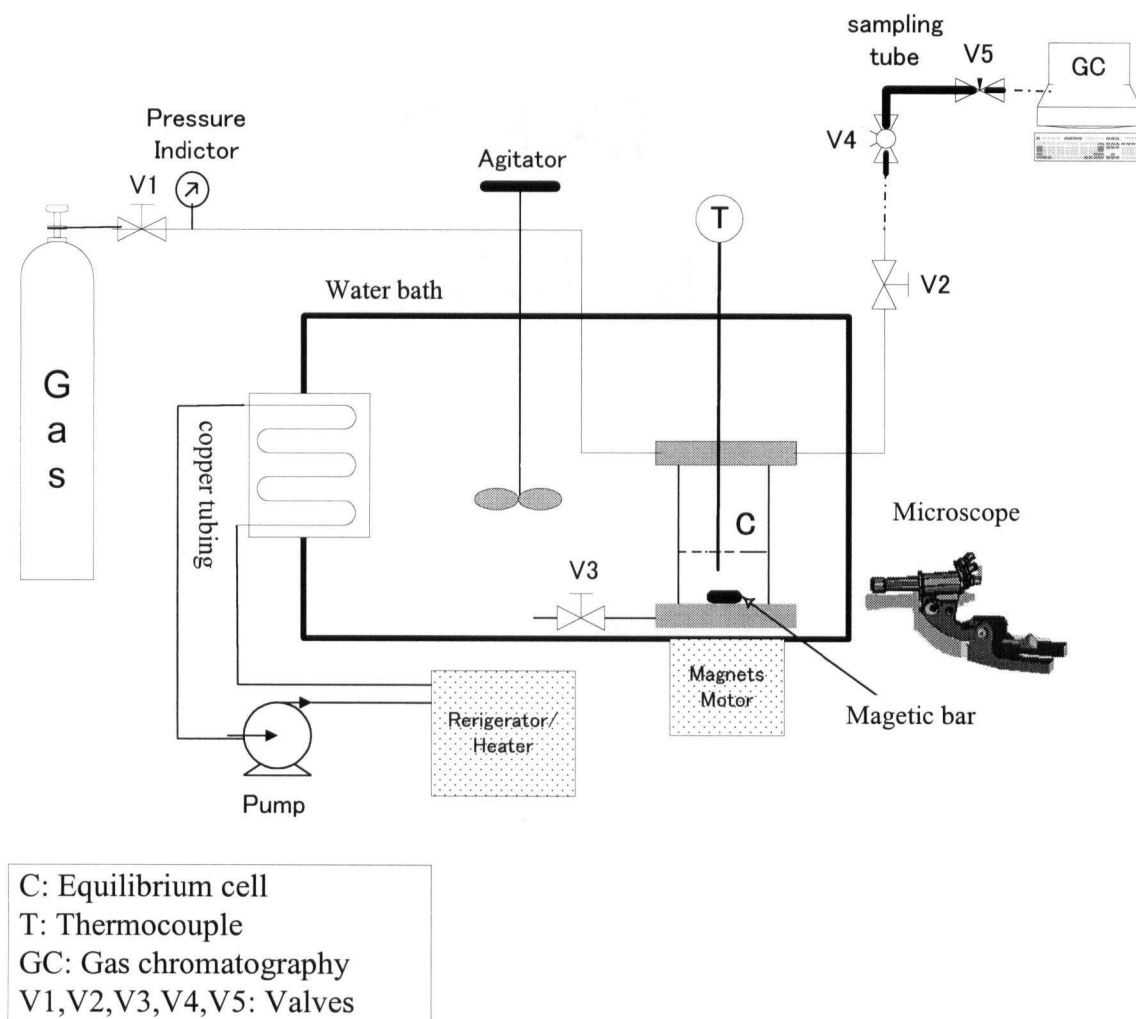 sampling
tube
V5
GC
V4
Pressure
Indictor
V1
Agitator
T
V2
Water bath
Gas
copper tubing
C
Microscope
V3
Magnets
Motor
Magetic bar
Rerigerator/
Heater
Pump
C: Equilibrium cell
T: Thermocouple
GC: Gas chromatography
V1,V2,V3,V4,V5: Valves